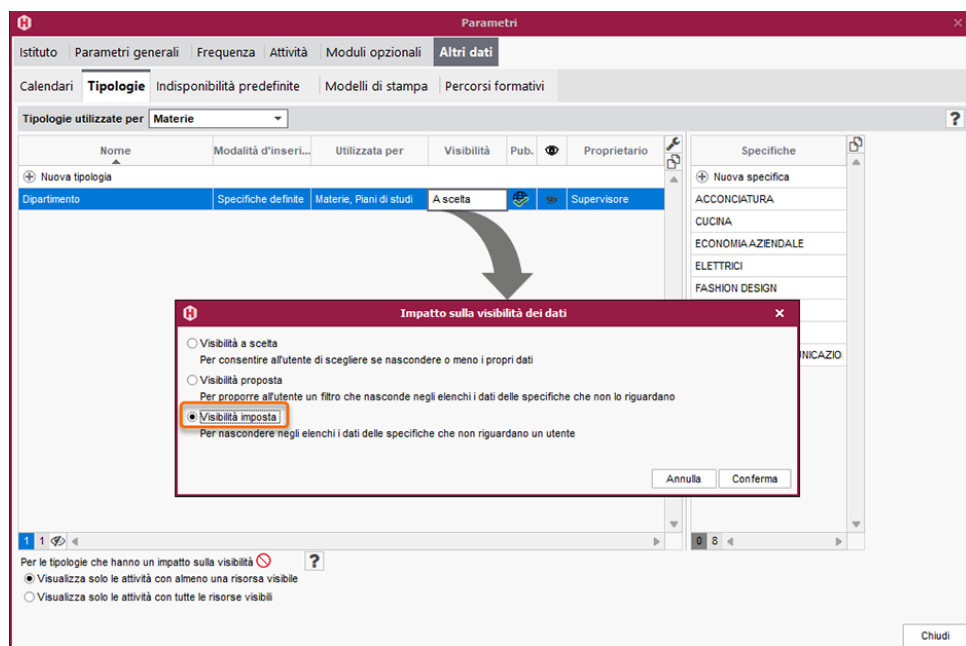 Parametri
Istituto Parametri generali Frequenza Attività Moduli opzionali Altri dati
Calendari Tipologie Indisponibilità predefinite Modelli di stampa Percorsi formativi
Tipologie utilizzate per Materie ?
Nome Modalità d'inseri... Utilizzata per Visibilità Pub. Proprietario Specifiche
Nuova tipologia Nuova specifica
Dipartimento Specifiche definite Materie, Piani di studi A scelta Supervisore ACCONCIATURA
CUCINA
ECONOMIA AZIENDALE
ELETTRICI
FASHION DESIGN
Impatto sulla visibilità dei dati
Visibilità a scelta
Per consentire all'utente di scegliere se nascondere o meno i propri dati
NICAZIO
Visibilità proposta
Per proporre all'utente un filtro che nasconde negli elenchi i dati delle specifiche che non lo riguardano
Visibilità imposta
Per nascondere negli elenchi i dati delle specifiche che non riguardano un utente
Annulla Conferma
1 1 0 8
Per le tipologie che hanno un impatto sulla visibilità ?
Visualizza solo le attività con almeno una risorsa visibile
Visualizza solo le attività con tutte le risorse visibili
Chiudi